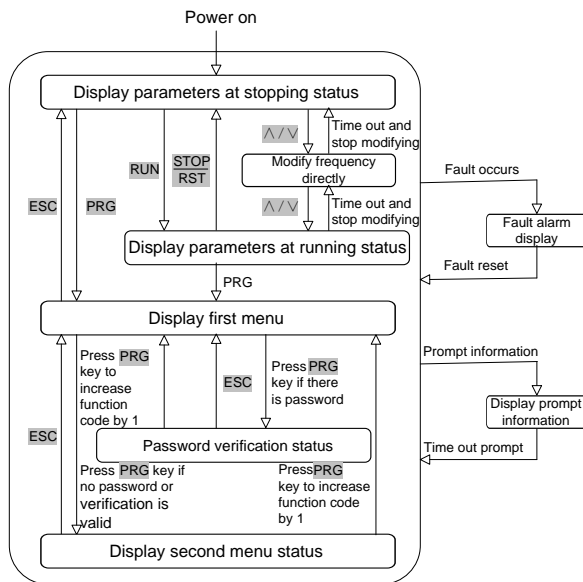 Power on
Display parameters at stopping status
∧/∨
Time out and
stop modifying
RUN
STOP
RST
Modify frequency
directly
Fault occurs
ESC
PRG
∧/∨
Time out and
stop modifying
Fault alarm
display
Display parameters at running status
Fault reset
PRG
Display first menu
Press PRG
key to
increase
function
code by 1
ESC
Press PRG
key if there
is password
Prompt information
ESC
Display prompt
information
Password verification status
Time out prompt
Press PRG key if
no password or
verification is
valid
Press PRG
key to increase
function code
by 1
Display second menu status